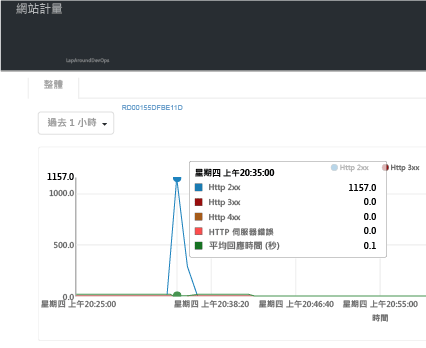 網站計量
LapAroundDevOps
整體
RD00155DFBE11D
過去 1 小時
Http 2xx
Http 3xx
1157.0
1000.0
500.0
0.0
星期四 上午20:35:00
Http 2xx 1157.0
Http 3xx 0.0
Http 4xx 0.0
HTTP 伺服器錯誤 0.0
平均回應時間 (秒) 0.1
星期四 上午20:25:00
星期四 上午20:38:20
星期四 上午20:46:40
星期四 上午20:55:00
時間